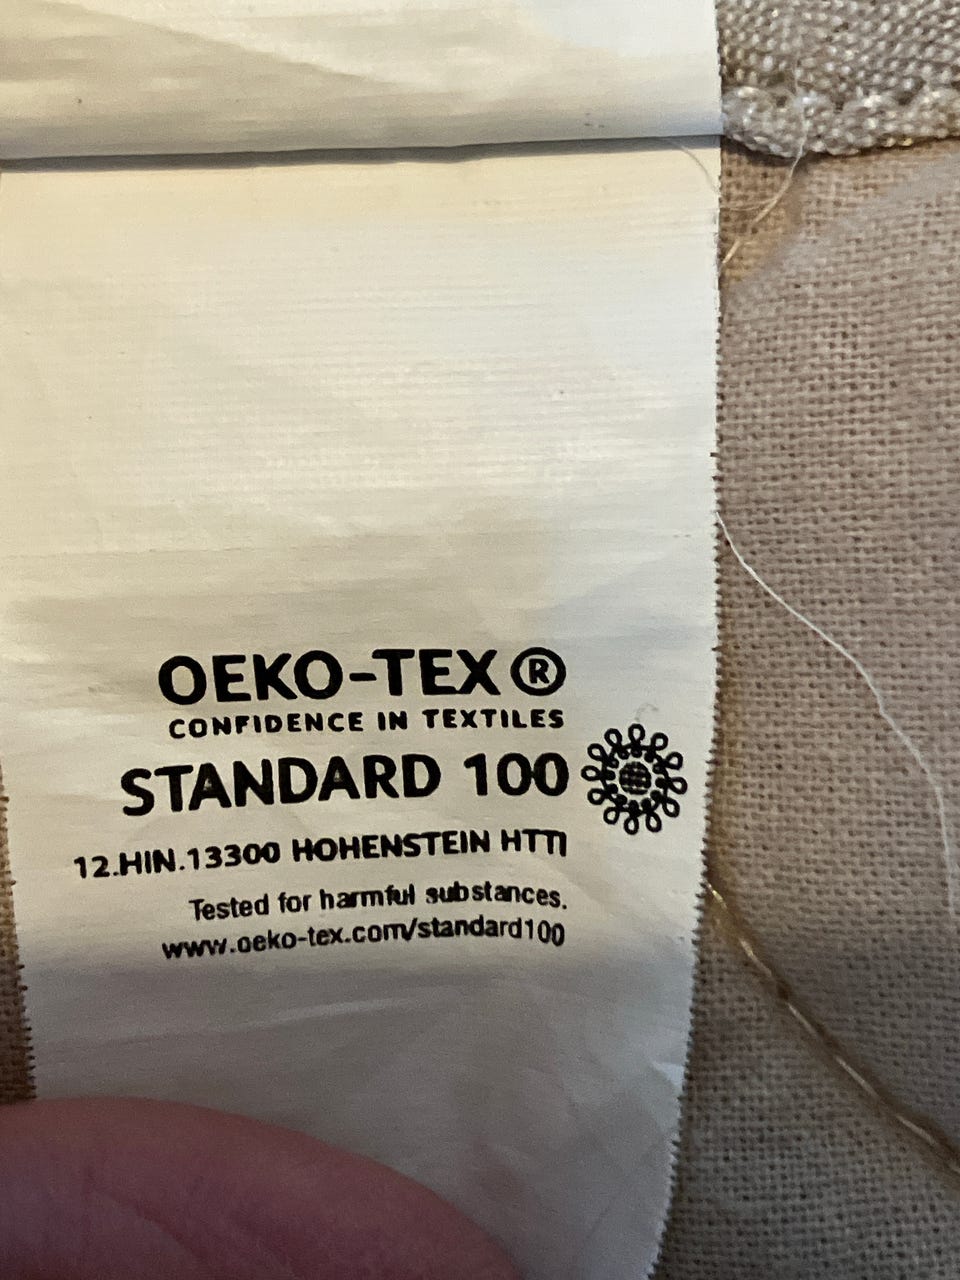 OEKO-TEX®
CONFIDENCE IN TEXTILES
STANDARD 100
12.HIN.13300 HOHENSTEIN HTTI
Tested for harmful substances.
www.oeko-tex.com/standard100